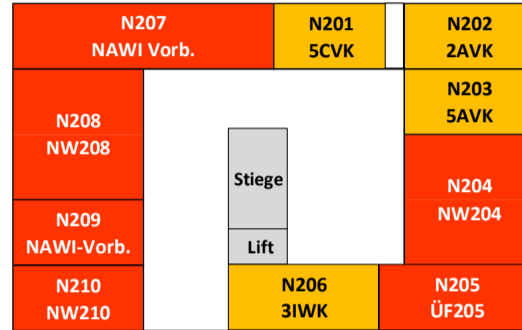 N207
NAWI Vorb.
N201
5CVK
N202
2AVK
N203
5AVK
N208
NW208
Stiege
N204
NW204
N209
NAWI-Vorb.
Lift
N210
NW210
N206
3IWK
N205
ÜF205